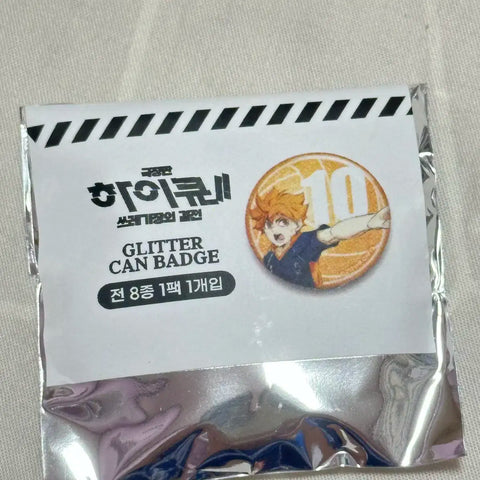 극장판
하이큐!!
쓰레기장의 결전
GLITTER
CAN BADGE
전 8종 1팩 1개입
10